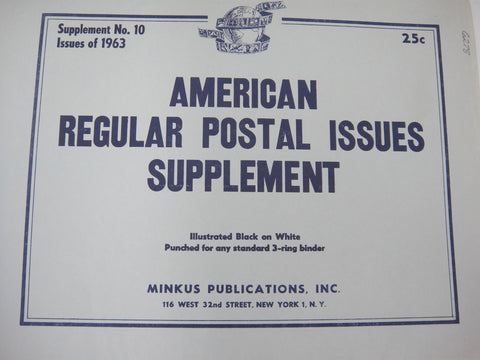 Supplement No. 10
Issues of 1963
25c
AMERICAN
REGULAR POSTAL ISSUES
SUPPLEMENT
Illustrated Black on White
Punched for any standard 3-ring binder
MINKUS PUBLICATIONS, INC.
116 WEST 32nd STREET, NEW YORK 1, N. Y.